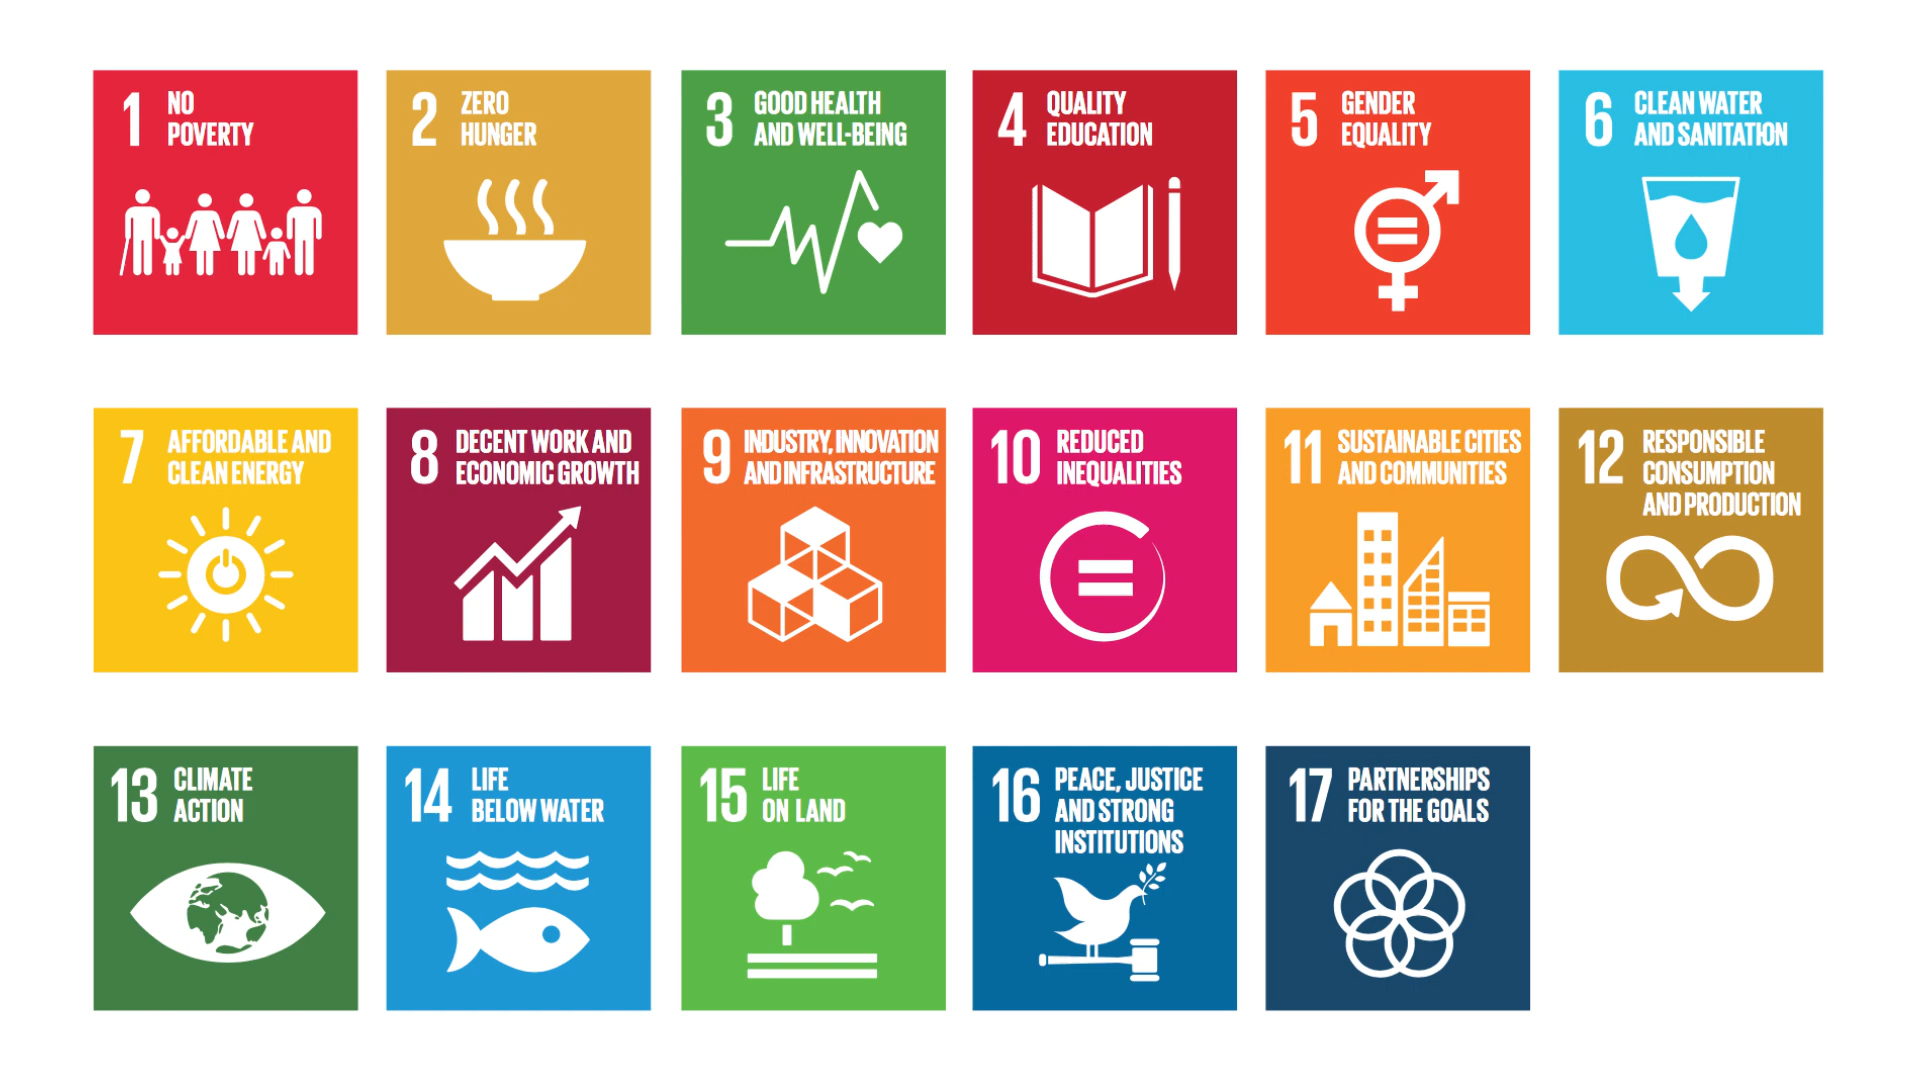 1 NO
POVERTY
2 ZERO
HUNGER
3 GOOD HEALTH
AND WELL-BEING
4 QUALITY
EDUCATION
5 GENDER
EQUALITY
6 CLEAN WATER
AND SANITATION
7 AFFORDABLE AND
CLEAN ENERGY
8 DECENT WORK AND
ECONOMIC GROWTH
9 INDUSTRY, INNOVATION
AND INFRASTRUCTURE
10 REDUCED
INEQUALITIES
11 SUSTAINABLE CITIES
AND COMMUNITIES
12 RESPONSIBLE
CONSUMPTION
AND PRODUCTION
13 CLIMATE
ACTION
14 LIFE
BELOW WATER
15 LIFE
ON LAND
16 PEACE, JUSTICE
AND STRONG
INSTITUTIONS
17 PARTNERSHIPS
FOR THE GOALS